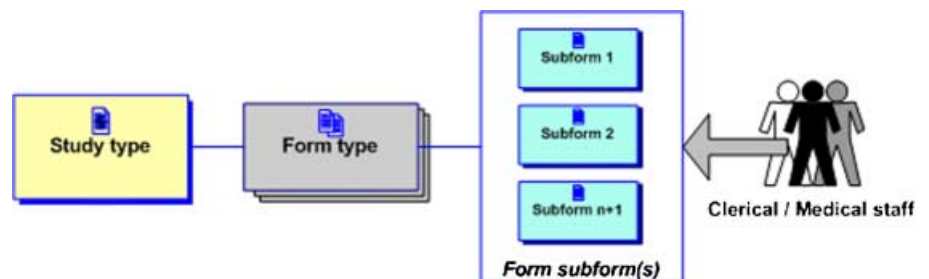 Study type
Form type
Subform 1
Subform 2
Subform n+1
Form subform(s)
Clerical / Medical staff